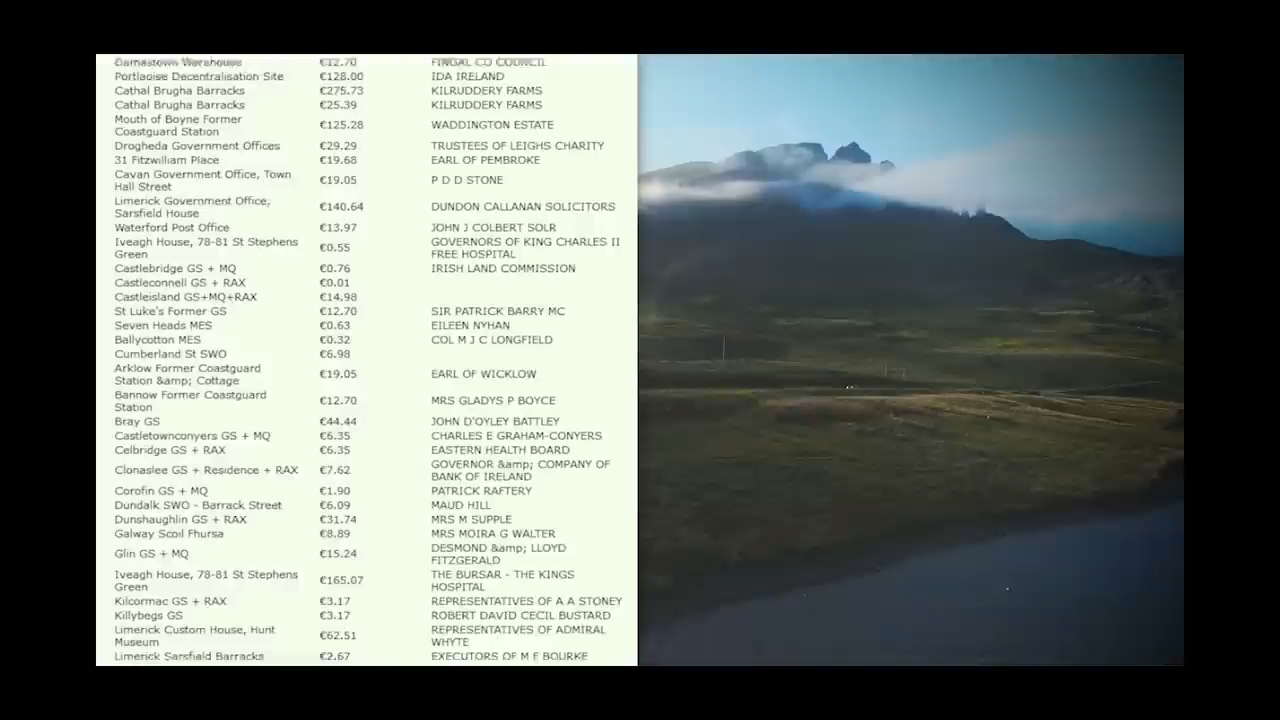 Damastown Warehouse €12.70 FINGAL CO COUNCIL
Portlaoise Decentralisation Site €128.00 IDA IRELAND
Cathal Brugha Barracks €275.73 KILRUDDERY FARMS
Cathal Brugha Barracks €25.39 KILRUDDERY FARMS
Mouth of Boyne Former
Coastguard Station €125.28 WADDINGTON ESTATE
Drogheda Government Offices €29.29 TRUSTEES OF LEIGHS CHARITY
31 Fitzwilliam Place €19.68 EARL OF PEMBROKE
Cavan Government Office, Town
Hall Street €19.05 P D D STONE
Limerick Government Office,
Sarsfield House €140.64 DUNDON CALLANAN SOLICITORS
Waterford Post Office €13.97 JOHN J COLBERT SOLR
Iveagh House, 78-81 St Stephens €0.55 GOVERNORS OF KING CHARLES II
Green FREE HOSPITAL
Castlebridge GS + MQ €0.76 IRISH LAND COMMISSION
Castleconnell GS + RAX €0.01
Castleisland GS+MQ+RAX €14.98
St Luke's Former GS €12.70 SIR PATRICK BARRY MC
Seven Heads MES €0.63 EILEEN NYHAN
Ballycotton MES €0.32 COL M J C LONGFIELD
Cumberland St SWO €6.98
Arklow Former Coastguard
Station &amp; Cottage €19.05 EARL OF WICKLOW
Bannow Former Coastguard
Station €12.70 MRS GLADYS P BOYCE
Bray GS €44.44 JOHN D'OYLEY BATTLEY
Castletownconyers GS + MQ €6.35 CHARLES E GRAHAM-CONYERS
Celbridge GS + RAX €6.35 EASTERN HEALTH BOARD
Clonaslee GS + Residence + RAX €7.62 GOVERNOR &amp; COMPANY OF
BANK OF IRELAND
Corofin GS + MQ €1.90 PATRICK RAFTERY
Dundalk SWO - Barrack Street €6.09 MAUD HILL
Dunshaughlin GS + RAX €31.74 MRS M SUPPLE
Galway Scoil Fhursa €8.89 MRS MOIRA G WALTER
Glin GS + MQ €15.24 DESMOND &amp; LLOYD
FITZGERALD
Iveagh House, 78-81 St Stephens €165.07 THE BURSAR - THE KINGS
Green HOSPITAL
Kilcormac GS + RAX €3.17 REPRESENTATIVES OF A A STONEY
Killybegs GS €3.17 ROBERT DAVID CECIL BUSTARD
Limerick Custom House, Hunt €62.51 REPRESENTATIVES OF ADMIRAL
Museum WHYTE
Limerick Sarsfield Barracks €2.67 EXECUTORS OF M E BOURKE